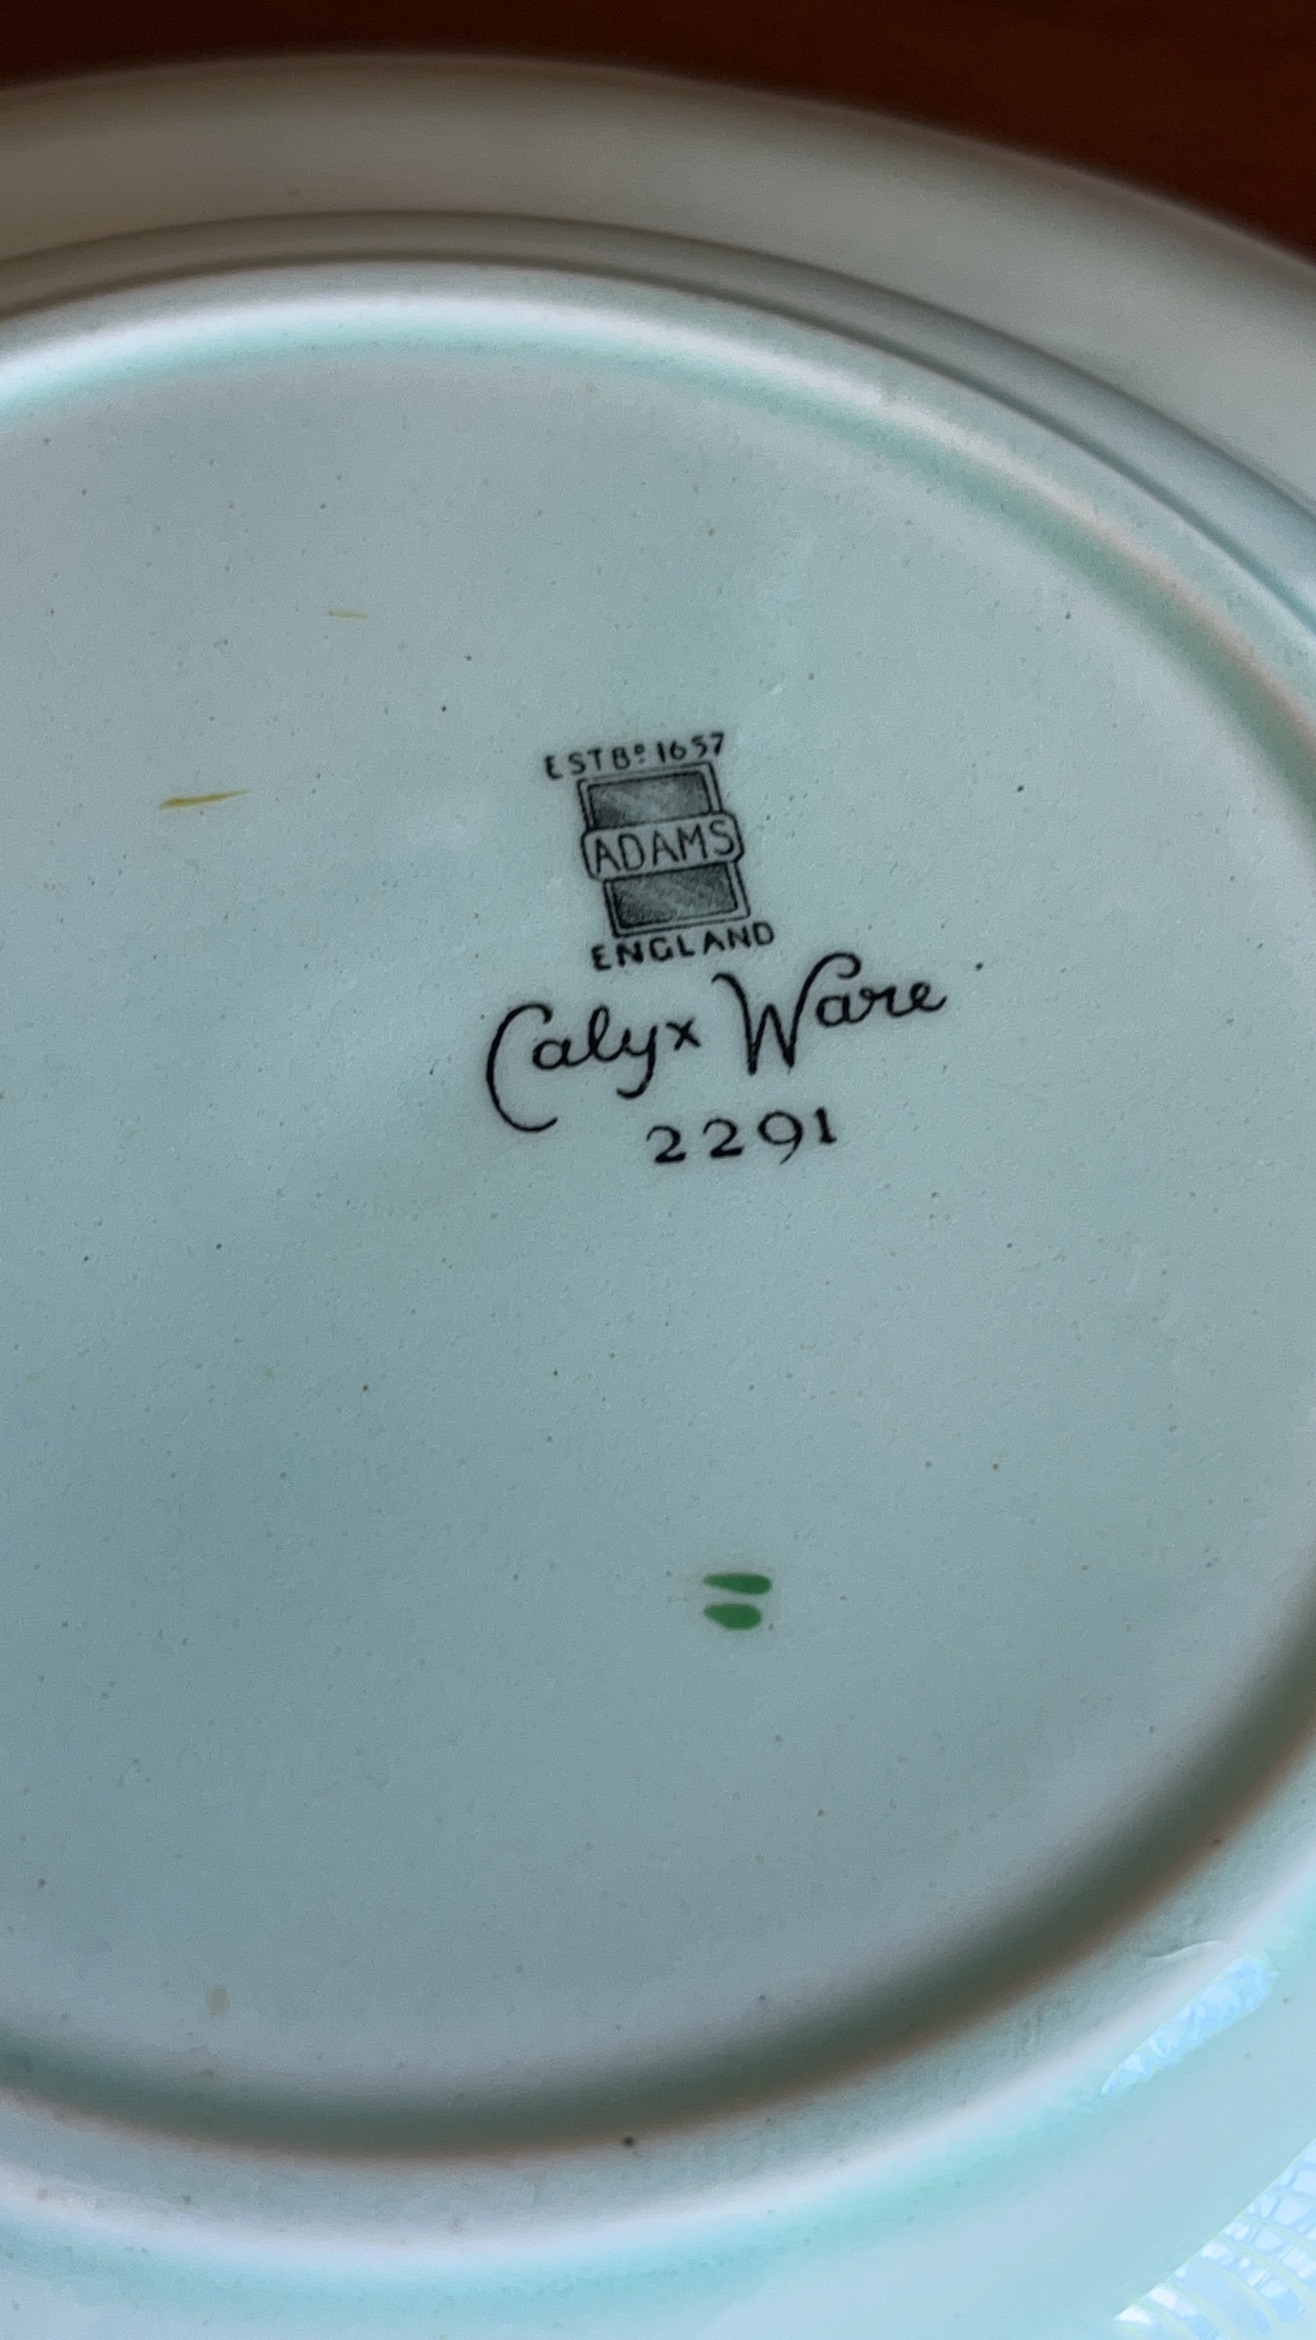 ESTBᴰ 1657
ADAMS
ENGLAND
Calyx Ware
2291